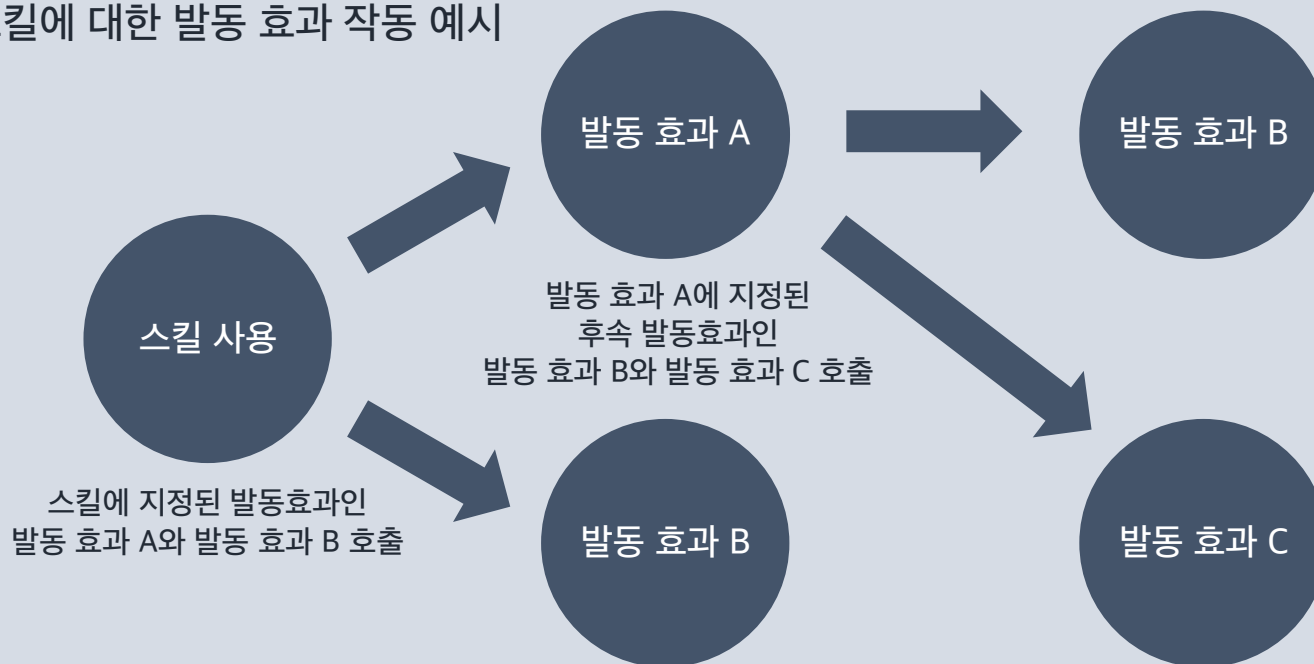 스킬에 대한 발동 효과 작동 예시
발동 효과 A
발동 효과 B
발동 효과 A에 지정된
후속 발동효과인
발동 효과 B와 발동 효과 C 호출
스킬 사용
스킬에 지정된 발동효과인
발동 효과 A와 발동 효과 B 호출
발동 효과 B
발동 효과 C